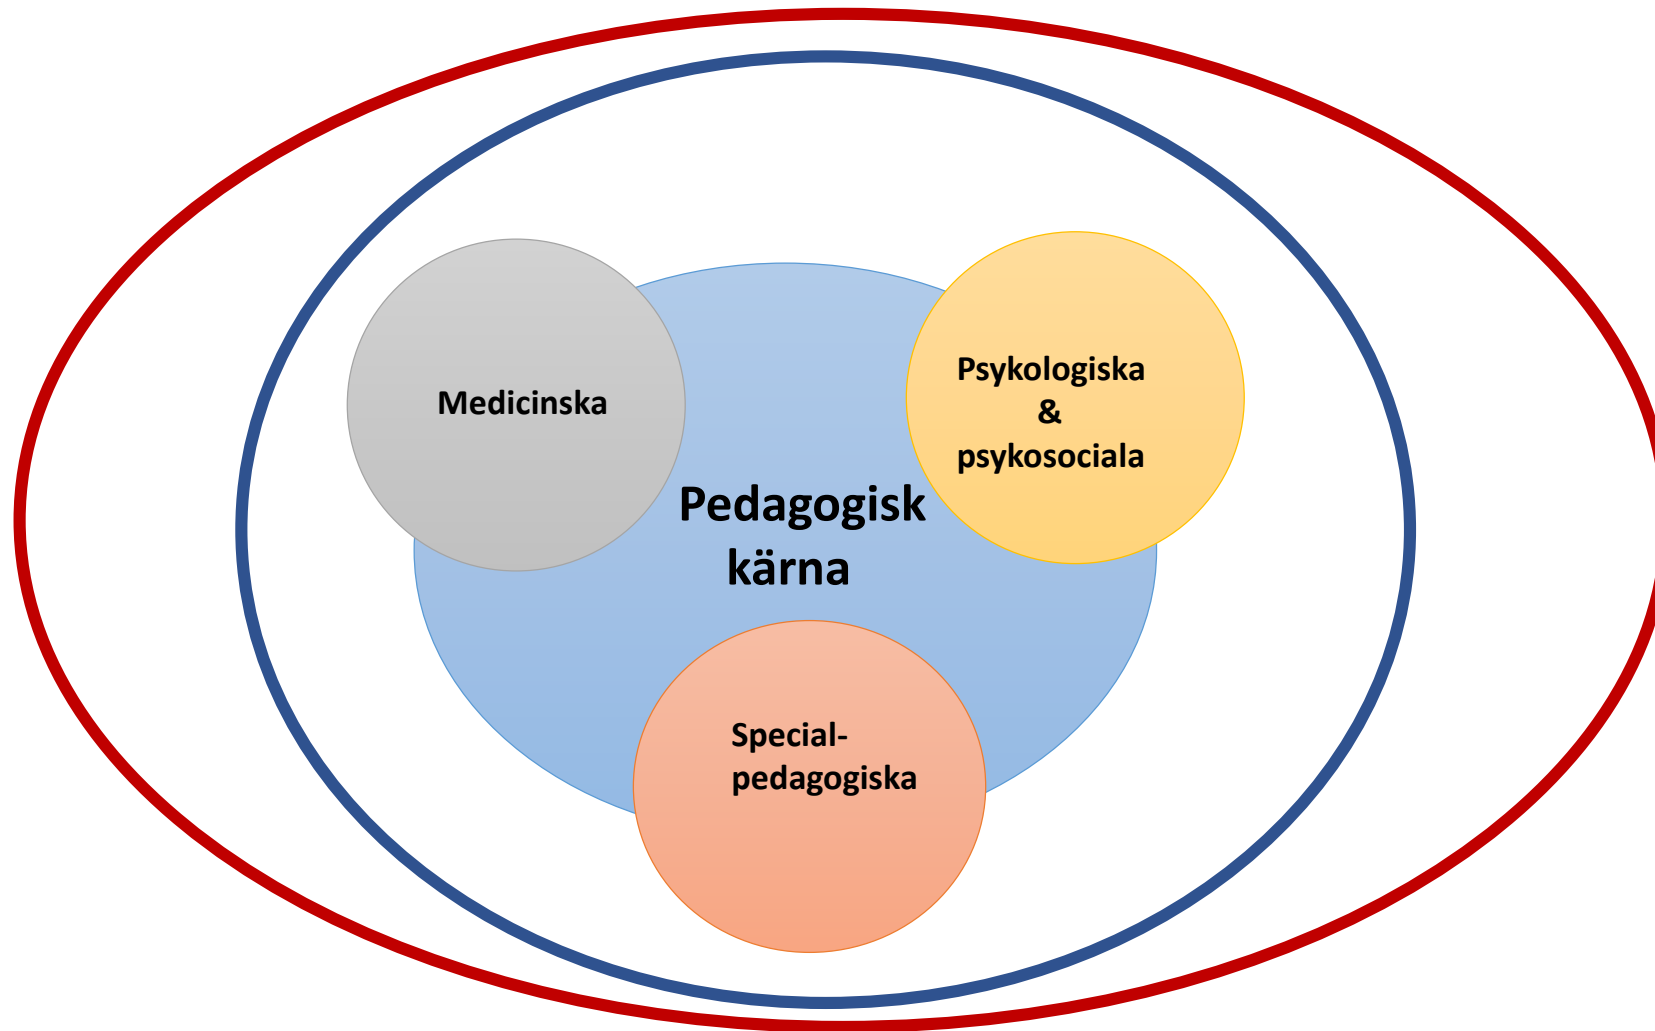 Medicinska
Psykologiska
&
psykosociala
Pedagogisk
kärna
Special-
pedagogiska